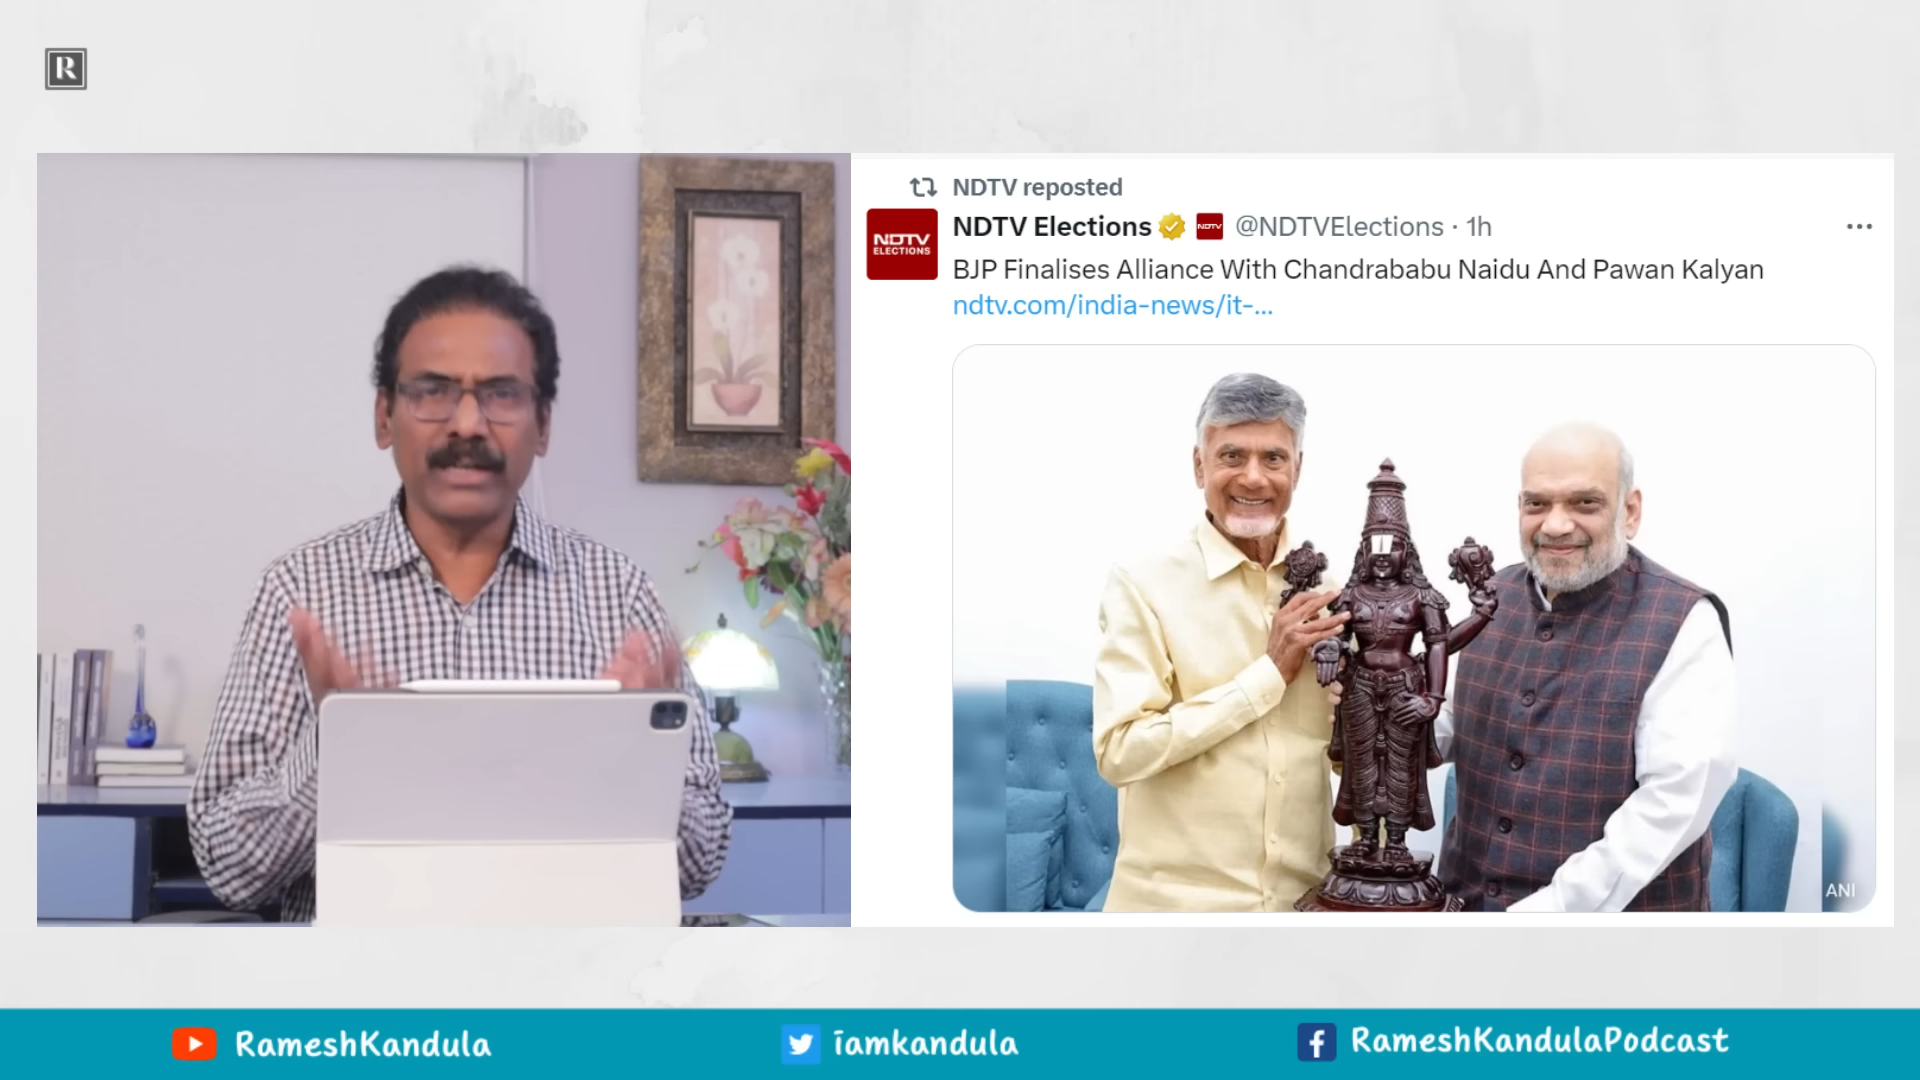 R
NDTV reposted
NDTV Elections NDTV @NDTVElections · 1h
NDTV
ELECTIONS
BJP Finalises Alliance With Chandrababu Naidu And Pawan Kalyan
ndtv.com/india-news/it-...
ANI
RameshKandula
iamkandula
RameshKandulaPodcast